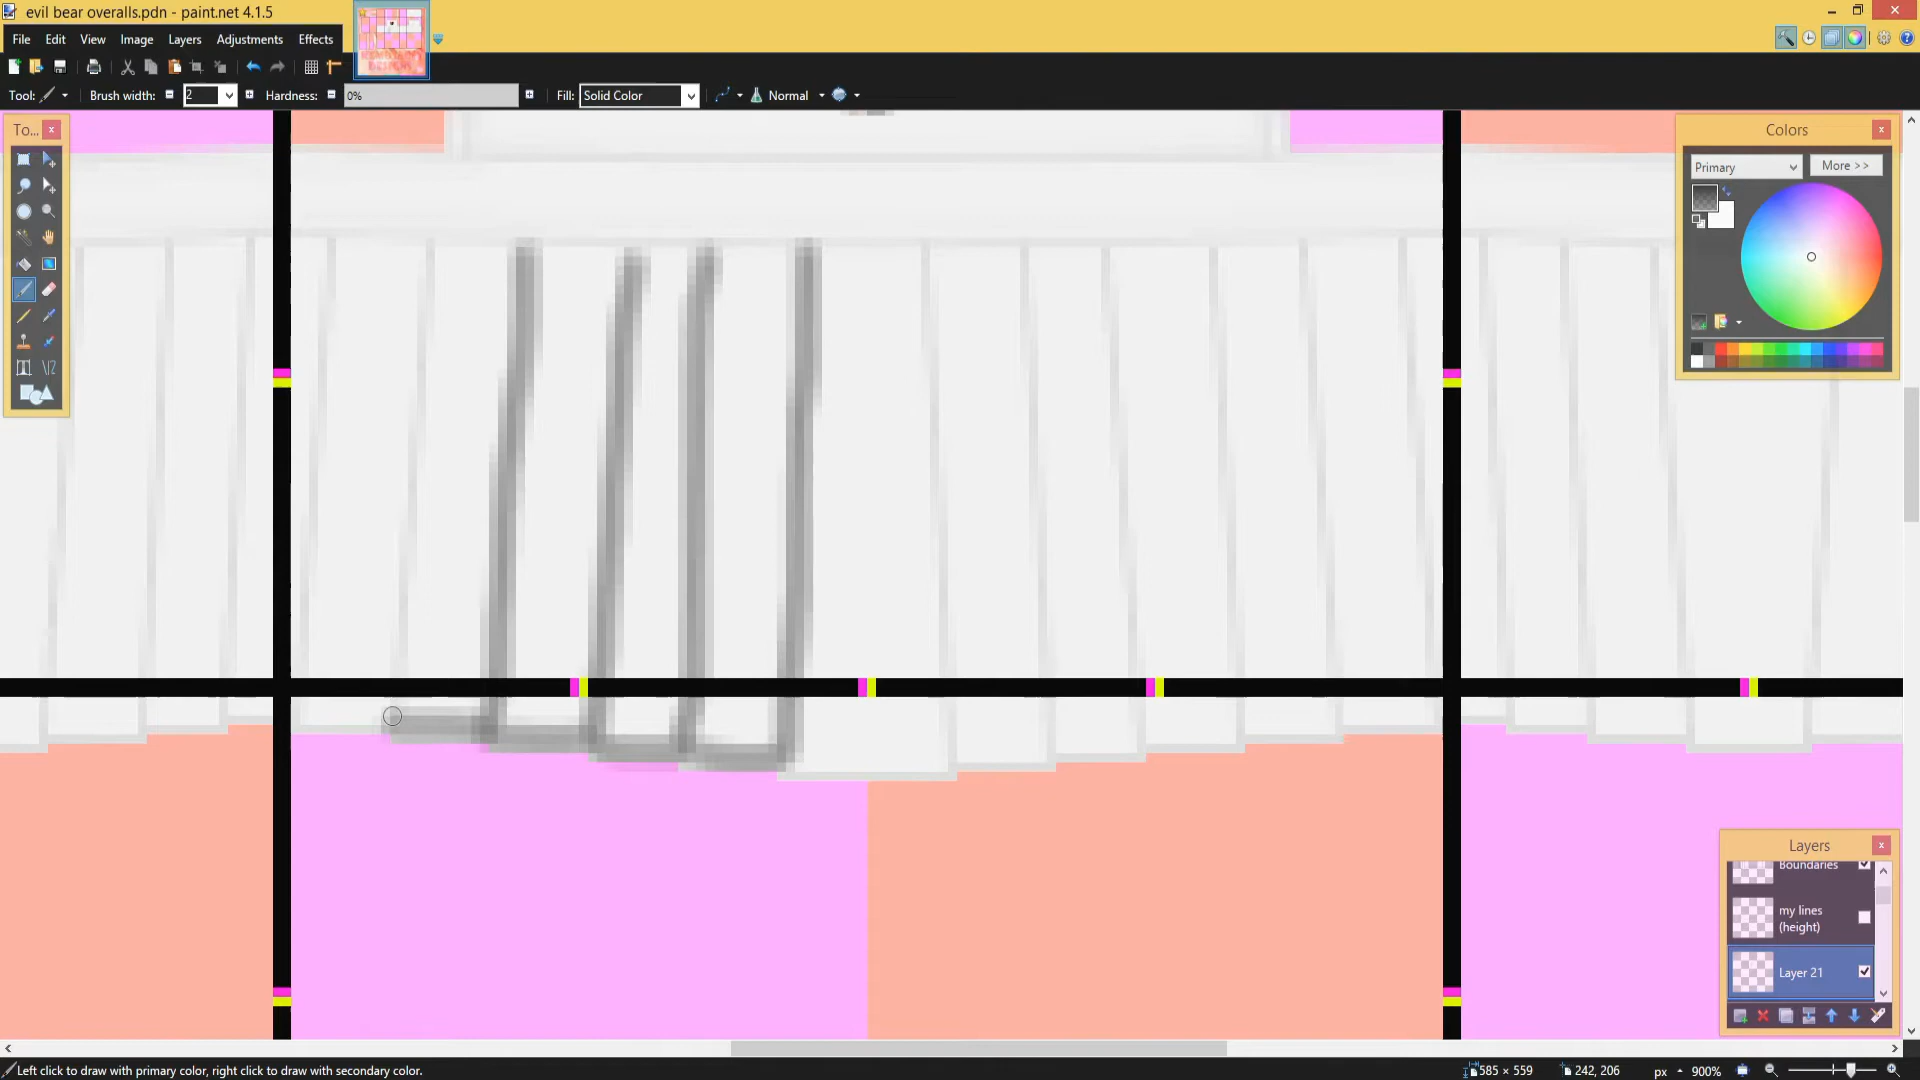 evil bear overalls.pdn - paint.net 4.1.5
File Edit View Image Layers Adjustments Effects
Tool: Brush width: 2 Hardness: 0% Fill: Solid Color Normal
To...
Colors
Primary More >>
Layers
Boundaries
my lines
(height)
Layer 21
Left click to draw with primary color, right click to draw with secondary color.
585 × 559 242, 206 px 900%